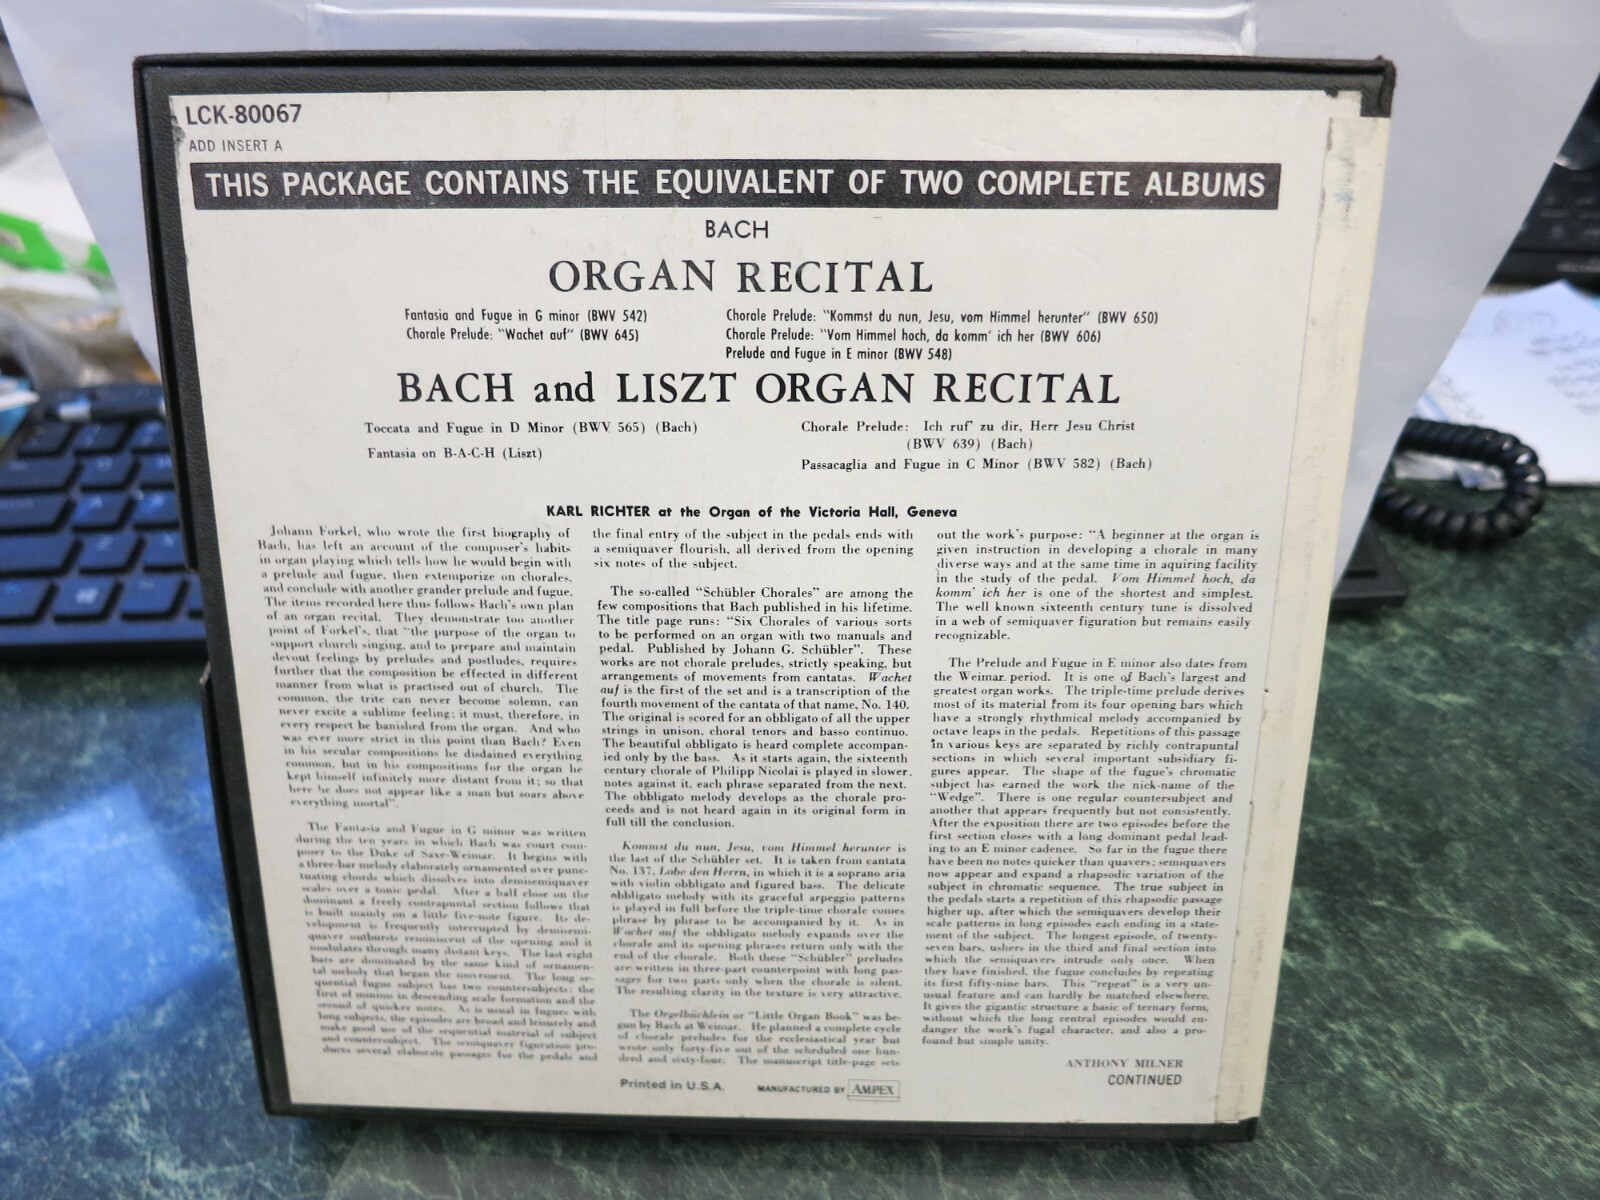 LCK-80067
ADD INSERT A
THIS PACKAGE CONTAINS THE EQUIVALENT OF TWO COMPLETE ALBUMS
BACH
ORGAN RECITAL
Fantasia and Fugue in G minor (BWV 542)
Chorale Prelude: "Wachet auf" (BWV 645)
Chorale Prelude: "Kommst du nun, Jesu, vom Himmel herunter" (BWV 650)
Chorale Prelude: "Vom Himmel hoch, da komm' ich her (BWV 606)
Prelude and Fugue in E minor (BWV 548)
BACH and LISZT ORGAN RECITAL
Toccata and Fugue in D Minor (BWV 565) (Bach)
Fantasia on B-A-C-H (Liszt)
Chorale Prelude: Ich ruf' zu dir, Herr Jesu Christ
(BWV 639) (Bach)
Passacaglia and Fugue in C Minor (BWV 582) (Bach)
KARL RICHTER at the Organ of the Victoria Hall, Geneva
Johann Forkel, who wrote the first biography of
Bach, has left an account of the composer's habits
in organ playing which tells how he would begin with
a prelude and fugue, then extemporize on chorales,
and conclude with another grander prelude and fugue.
The items recorded here thus follows Bach's own plan
of an organ recital. They demonstrate too another
point of Forkel's, that "the purpose of the organ to
support church singing, and to prepare and maintain
devout feelings by preludes and postludes, requires
further that the composition be effected in different
manner from what is practised out of church. The
common, the trite can never become solemn, can
never excite a sublime feeling; it must, therefore, in
every respect be banished from the organ. And who
was ever more strict in this point than Bach? Even
in his secular compositions he disdained everything
common, but in his compositions for the organ he
kept himself infinitely more distant from it; so that
here he does not appear like a man but soars above
everything mortal".
The Fantasia and Fugue in G minor was written
during the ten years in which Bach was court com-
poser to the Duke of Saxe-Weimar. It begins with
a three-bar melody elaborately ornamented over punc-
tuating chords which dissolves into demisemiquaver
scales over a tonic pedal. After a half close on the
dominant a freely contrapuntal section follows that
is built mainly on a little five-note figure. Its de-
velopment is frequently interrupted by demisemi-
quaver outbursts reminiscent of the opening and it
modulates through many distant keys. The last eight
bars are dominated by the same kind of ornamen-
tal melody that began the movement. The long se-
quential fugue subject has two countersubjects: the
first of minims in descending scale formation and the
second of quicker notes. As is usual in fugues with
long subjects, the episodes are broad and leisurely and
make good use of the sequential material of subject
and countersubject. The semiquaver figuration pro-
duces several elaborate passages for the pedals and
the final entry of the subject in the pedals ends with
a semiquaver flourish, all derived from the opening
six notes of the subject.
The so-called "Schübler Chorales" are among the
few compositions that Bach published in his lifetime.
The title page runs: "Six Chorales of various sorts
to be performed on an organ with two manuals and
pedal. Published by Johann G. Schübler". These
works are not chorale preludes, strictly speaking, but
arrangements of movements from cantatas. Wachet
auf is the first of the set and is a transcription of the
fourth movement of the cantata of that name, No. 140.
The original is scored for an obbligato of all the upper
strings in unison, choral tenors and basso continuo.
The beautiful obbligato is heard complete accompan-
ied only by the bass. As it starts again, the sixteenth
century chorale of Philipp Nicolai is played in slower
notes against it, each phrase separated from the next.
The obbligato melody develops as the chorale pro-
ceeds and is not heard again in its original form in
full till the conclusion.
Kommst du nun, Jesu, vom Himmel herunter is
the last of the Schübler set. It is taken from cantata
No. 137, Lobe den Herrn, in which it is a soprano aria
with violin obbligato and figured bass. The delicate
obbligato melody with its graceful arpeggio patterns
is played in full before the triple-time chorale comes
phrase by phrase to be accompanied by it. As in
Wachet auf the obbligato melody expands over the
chorale and its opening phrases return only with the
end of the chorale. Both these "Schübler" preludes
are written in three-part counterpoint with long pas-
sages for two parts only when the chorale is silent.
The resulting clarity in the texture is very attractive.
The Orgelbüchlein or "Little Organ Book" was be-
gun by Bach at Weimar. He planned a complete cycle
of chorale preludes for the ecclesiastical year but
wrote only forty-five out of the scheduled one hun-
dred and sixty-four. The manuscript title-page sets
out the work's purpose: "A beginner at the organ is
given instruction in developing a chorale in many
diverse ways and at the same time in aquiring facility
in the study of the pedal. Vom Himmel hoch, da
komm' ich her is one of the shortest and simplest.
The well known sixteenth century tune is dissolved
in a web of semiquaver figuration but remains easily
recognizable.
The Prelude and Fugue in E minor also dates from
the Weimar period. It is one of Bach's largest and
greatest organ works. The triple-time prelude derives
most of its material from its four opening bars which
have a strongly rhythmical melody accompanied by
octave leaps in the pedals. Repetitions of this passage
in various keys are separated by richly contrapuntal
sections in which several important subsidiary fi-
gures appear. The shape of the fugue's chromatic
subject has earned the work the nick-name of the
"Wedge". There is one regular countersubject and
another that appears frequently but not consistently.
After the exposition there are two episodes before the
first section closes with a long dominant pedal lead-
ing to an E minor cadence. So far in the fugue there
have been no notes quicker than quavers; semiquavers
now appear and expand a rhapsodic variation of the
subject in chromatic sequence. The true subject in
the pedals starts a repetition of this rhapsodic passage
higher up, after which the semiquavers develop their
scale patterns in long episodes each ending in a state-
ment of the subject. The longest episode, of twenty-
seven bars, ushers in the third and final section into
which the semiquavers intrude only once. When
they have finished, the fugue concludes by repeating
its first fifty-nine bars. This "repeat" is a very un-
usual feature and can hardly be matched elsewhere.
It gives the gigantic structure a basic of ternary form,
without which the long central episodes would en-
danger the work's fugal character, and also a pro-
found but simple unity.
ANTHONY MILNER
CONTINUED
Printed in U.S.A.
MANUFACTURED BY AMPEX